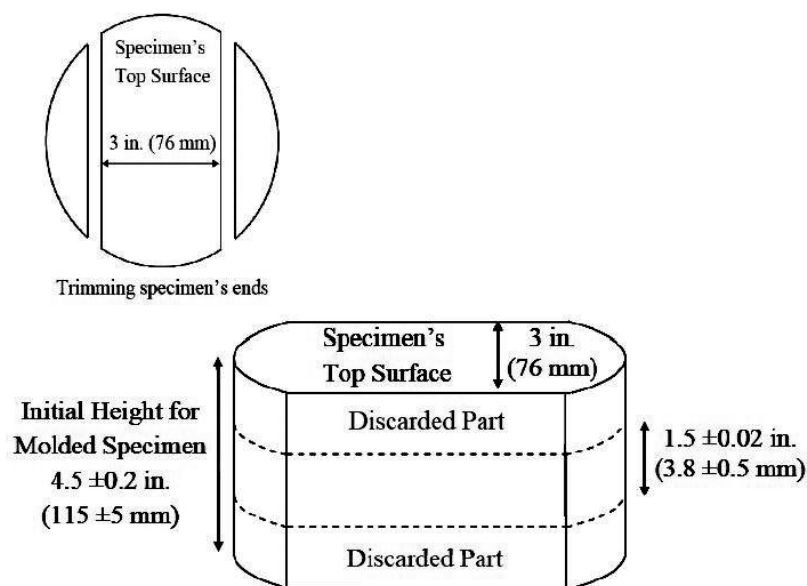 Specimen's
Top Surface
3 in. (76 mm)
Trimming specimen's ends
Specimen's
Top Surface
3 in.
(76 mm)
Initial Height for
Molded Specimen
4.5 ±0.2 in.
(115 ±5 mm)
Discarded Part
1.5 ±0.02 in.
(3.8 ±0.5 mm)
Discarded Part